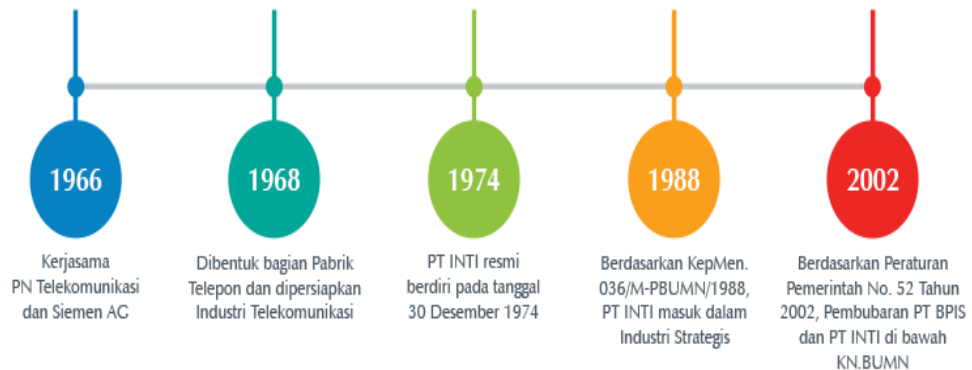 1966
Kerjasama
PN Telekomunikasi
dan Siemen AG
1968
Dibentuk bagian Pabrik
Telepon dan dipersiapkan
Industri Telekomunikasi
1974
PT INTI resmi
berdiri pada tanggal
30 Desember 1974
1988
Berdasarkan KepMen.
036/M-PBUMN/1988,
PT INTI masuk dalam
Industri Strategis
2002
Berdasarkan Peraturan
Pemerintah No. 52 Tahun
2002, Pembubaran PT BPIS
dan PT INTI di bawah
KN.BUMN